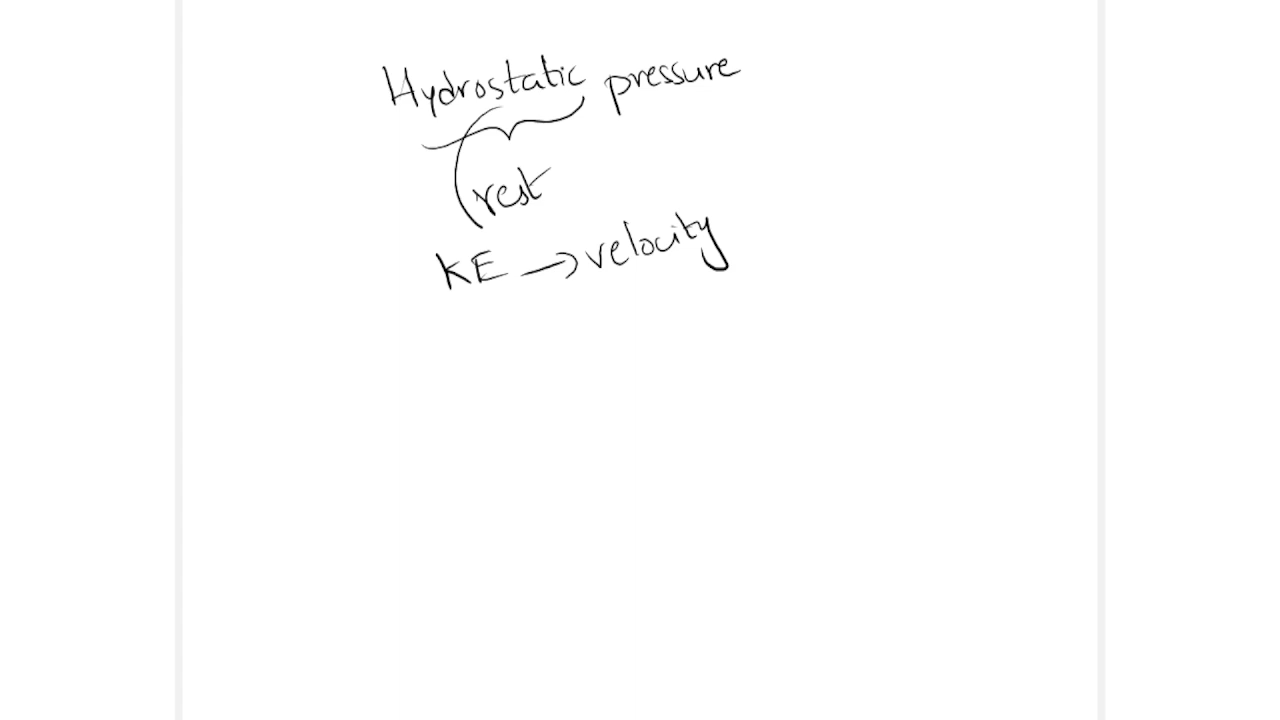 Hydrostatic pressure
rest
KE → velocity